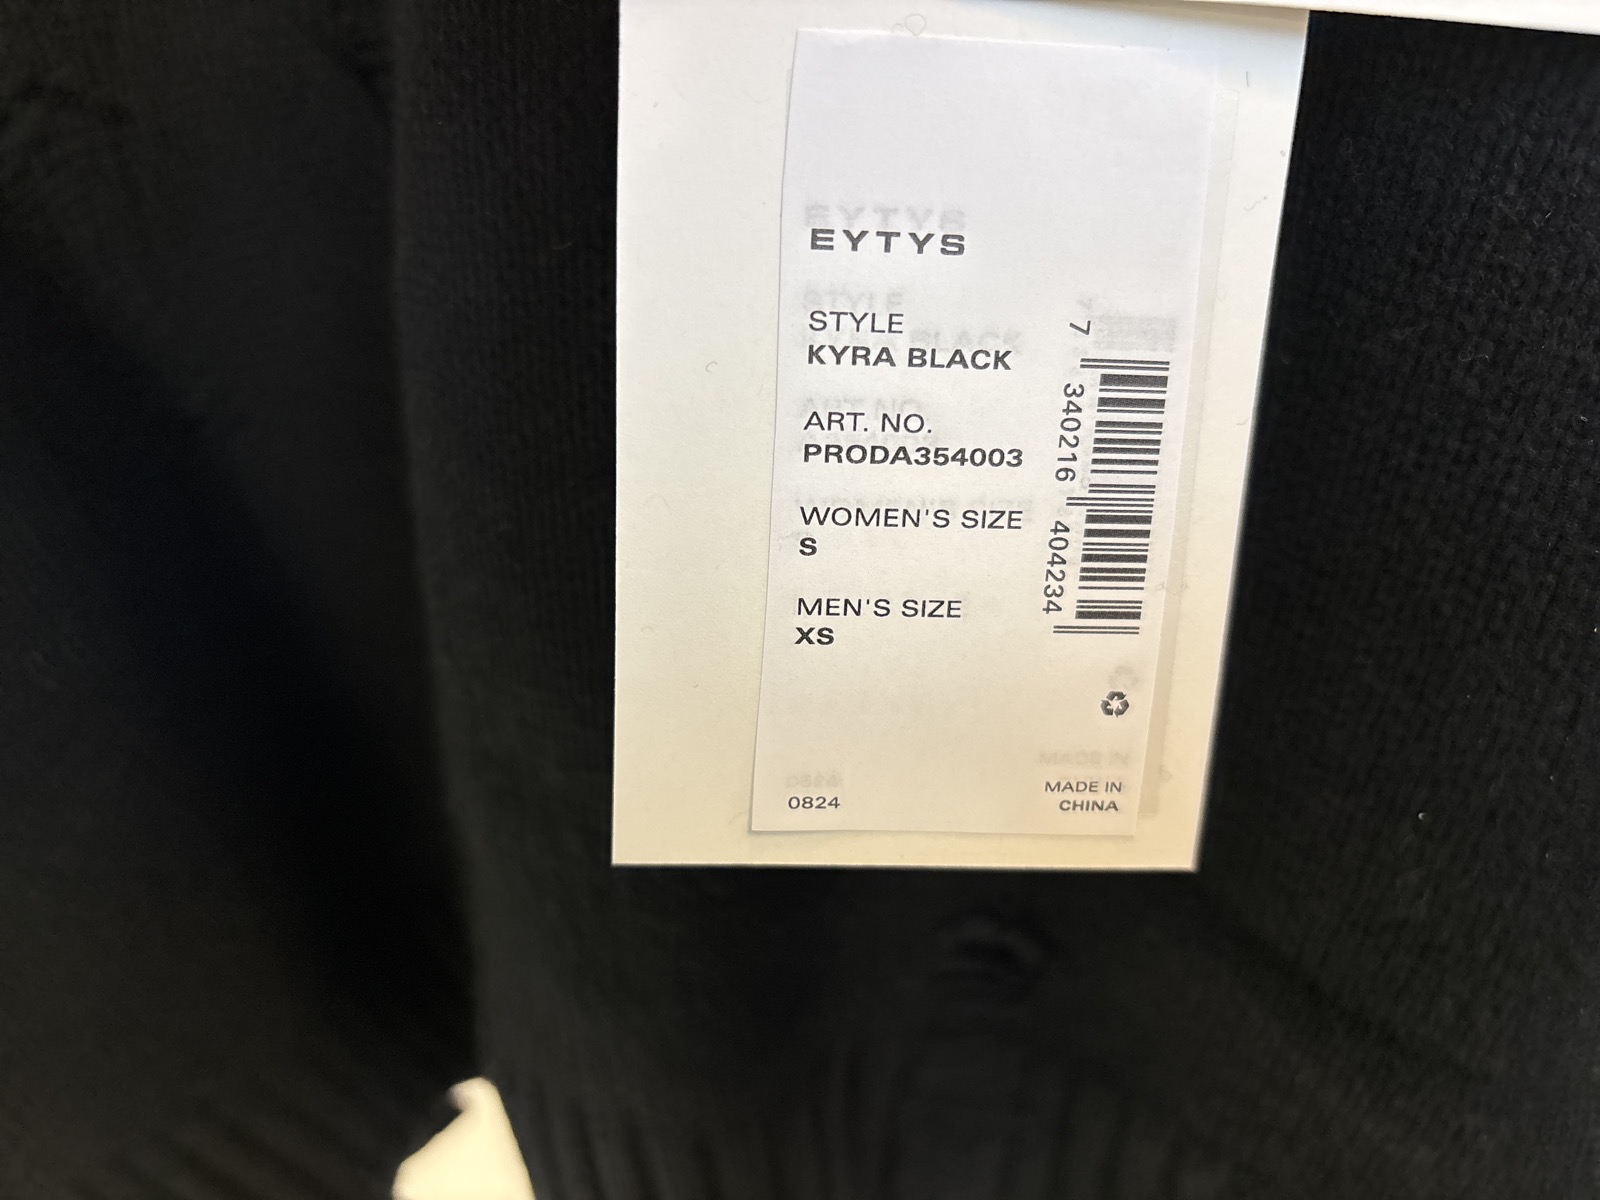 EYTYS
STYLE
KYRA BLACK
ART. NO.
PRODA354003
WOMEN'S SIZE
S
MEN'S SIZE
XS
7 340216 404234
0824
MADE IN
CHINA